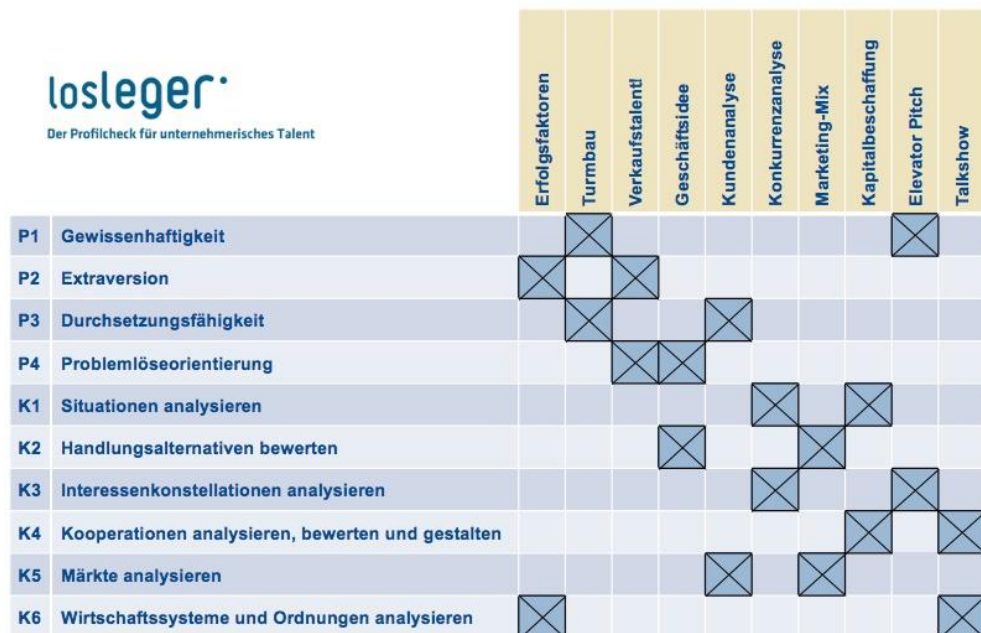 losleger
Der Profilcheck für unternehmerisches Talent
Erfolgsfaktoren
Turmbau
Verkaufstalent!
Geschäftsidee
Kundenanalyse
Konkurrenzanalyse
Marketing-Mix
Kapitalbeschaffung
Elevator Pitch
Talkshow
P1 Gewissenhaftigkeit
P2 Extraversion
P3 Durchsetzungsfähigkeit
P4 Problemlöseorientierung
K1 Situationen analysieren
K2 Handlungsalternativen bewerten
K3 Interessenkonstellationen analysieren
K4 Kooperationen analysieren, bewerten und gestalten
K5 Märkte analysieren
K6 Wirtschaftssysteme und Ordnungen analysieren